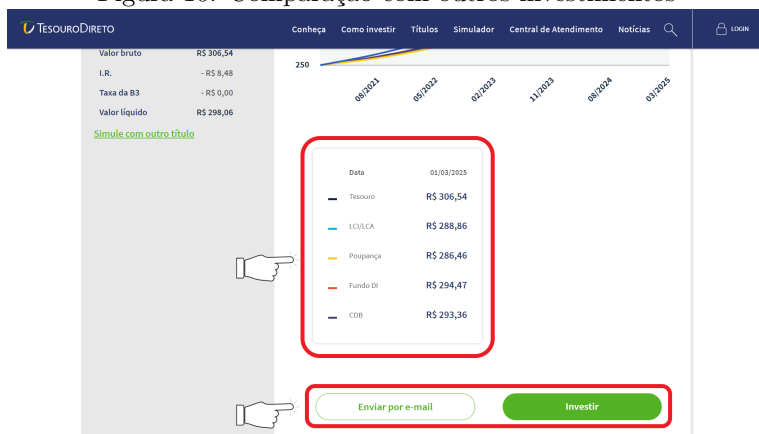 Figura 10: Comparação com outros investimentos
TESOURODIRETO
Conheça Como investir Títulos Simulador Central de Atendimento Notícias LOGIN
Valor bruto R$ 306,54
I.R. - R$ 8,48
Taxa da B3 - R$ 0,00
Valor líquido R$ 298,06
Simule com outro título
250
08/2021 05/2022 02/2023 11/2023 08/2024 03/2025
Data 01/03/2025
Tesouro R$ 306,54
LCI/LCA R$ 288,86
Poupança R$ 286,46
Fundo DI R$ 294,47
CDB R$ 293,36
Enviar por e-mail Investir